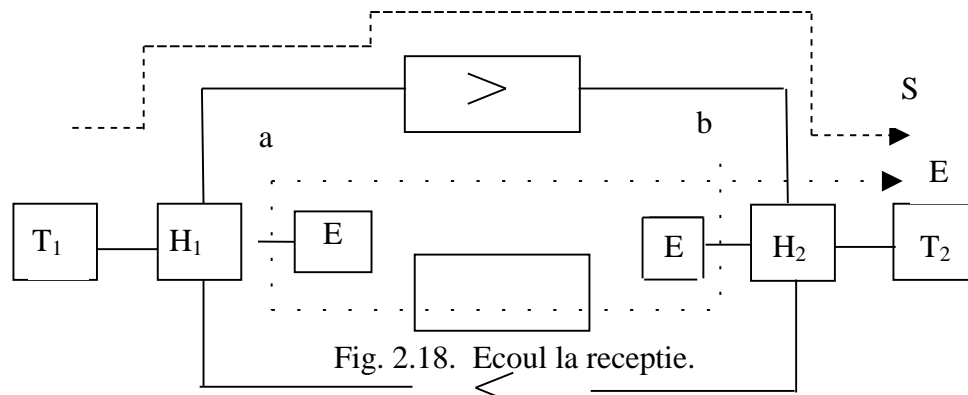 >
S
a
b
E
T₁
H₁
E
E
H₂
T₂
Fig. 2.18. Ecoul la receptie.
<